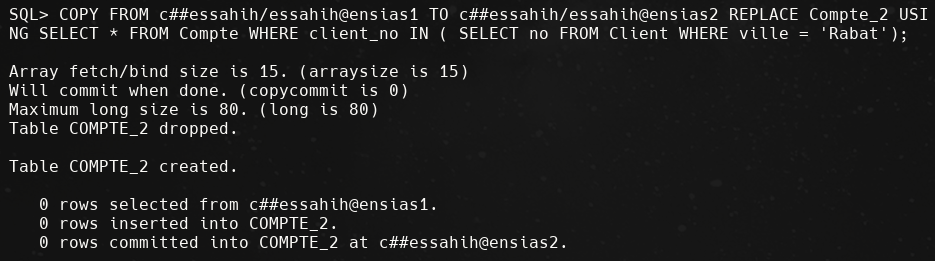 SQL> COPY FROM c##essahih/essahih@ensias1 TO c##essahih/essahih@ensias2 REPLACE Compte_2 USI
NG SELECT * FROM Compte WHERE client_no IN ( SELECT no FROM Client WHERE ville = 'Rabat');
Array fetch/bind size is 15. (arraysize is 15)
Will commit when done. (copycommit is 0)
Maximum long size is 80. (long is 80)
Table COMPTE_2 dropped.
Table COMPTE_2 created.
0 rows selected from c##essahih@ensias1.
0 rows inserted into COMPTE_2.
0 rows committed into COMPTE_2 at c##essahih@ensias2.